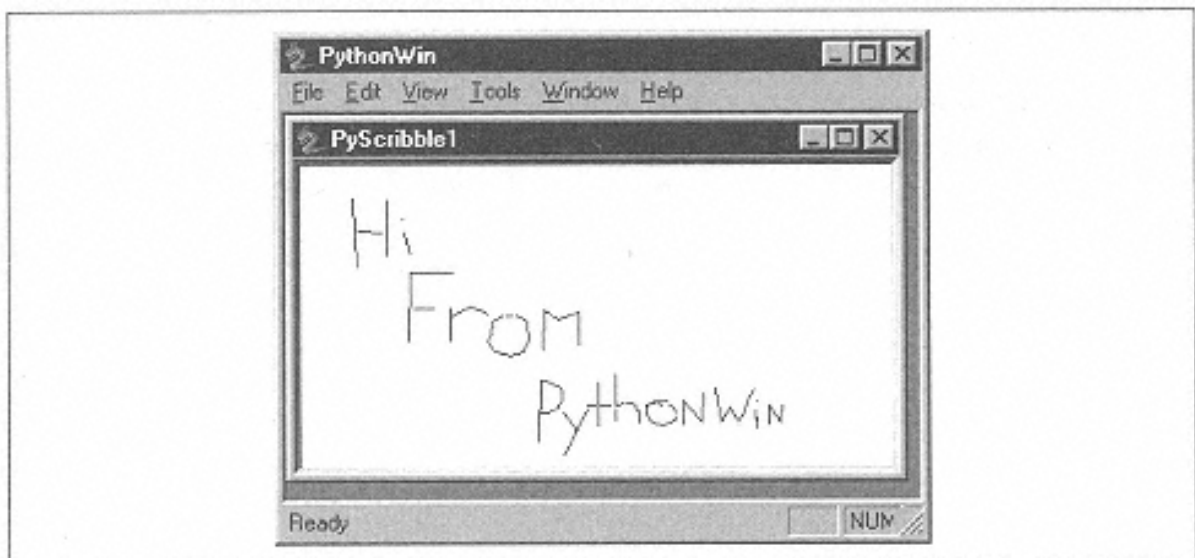 PythonWin
File Edit View Tools Window Help
PyScribble1
Hi
From
PythonWin
Ready
NUM